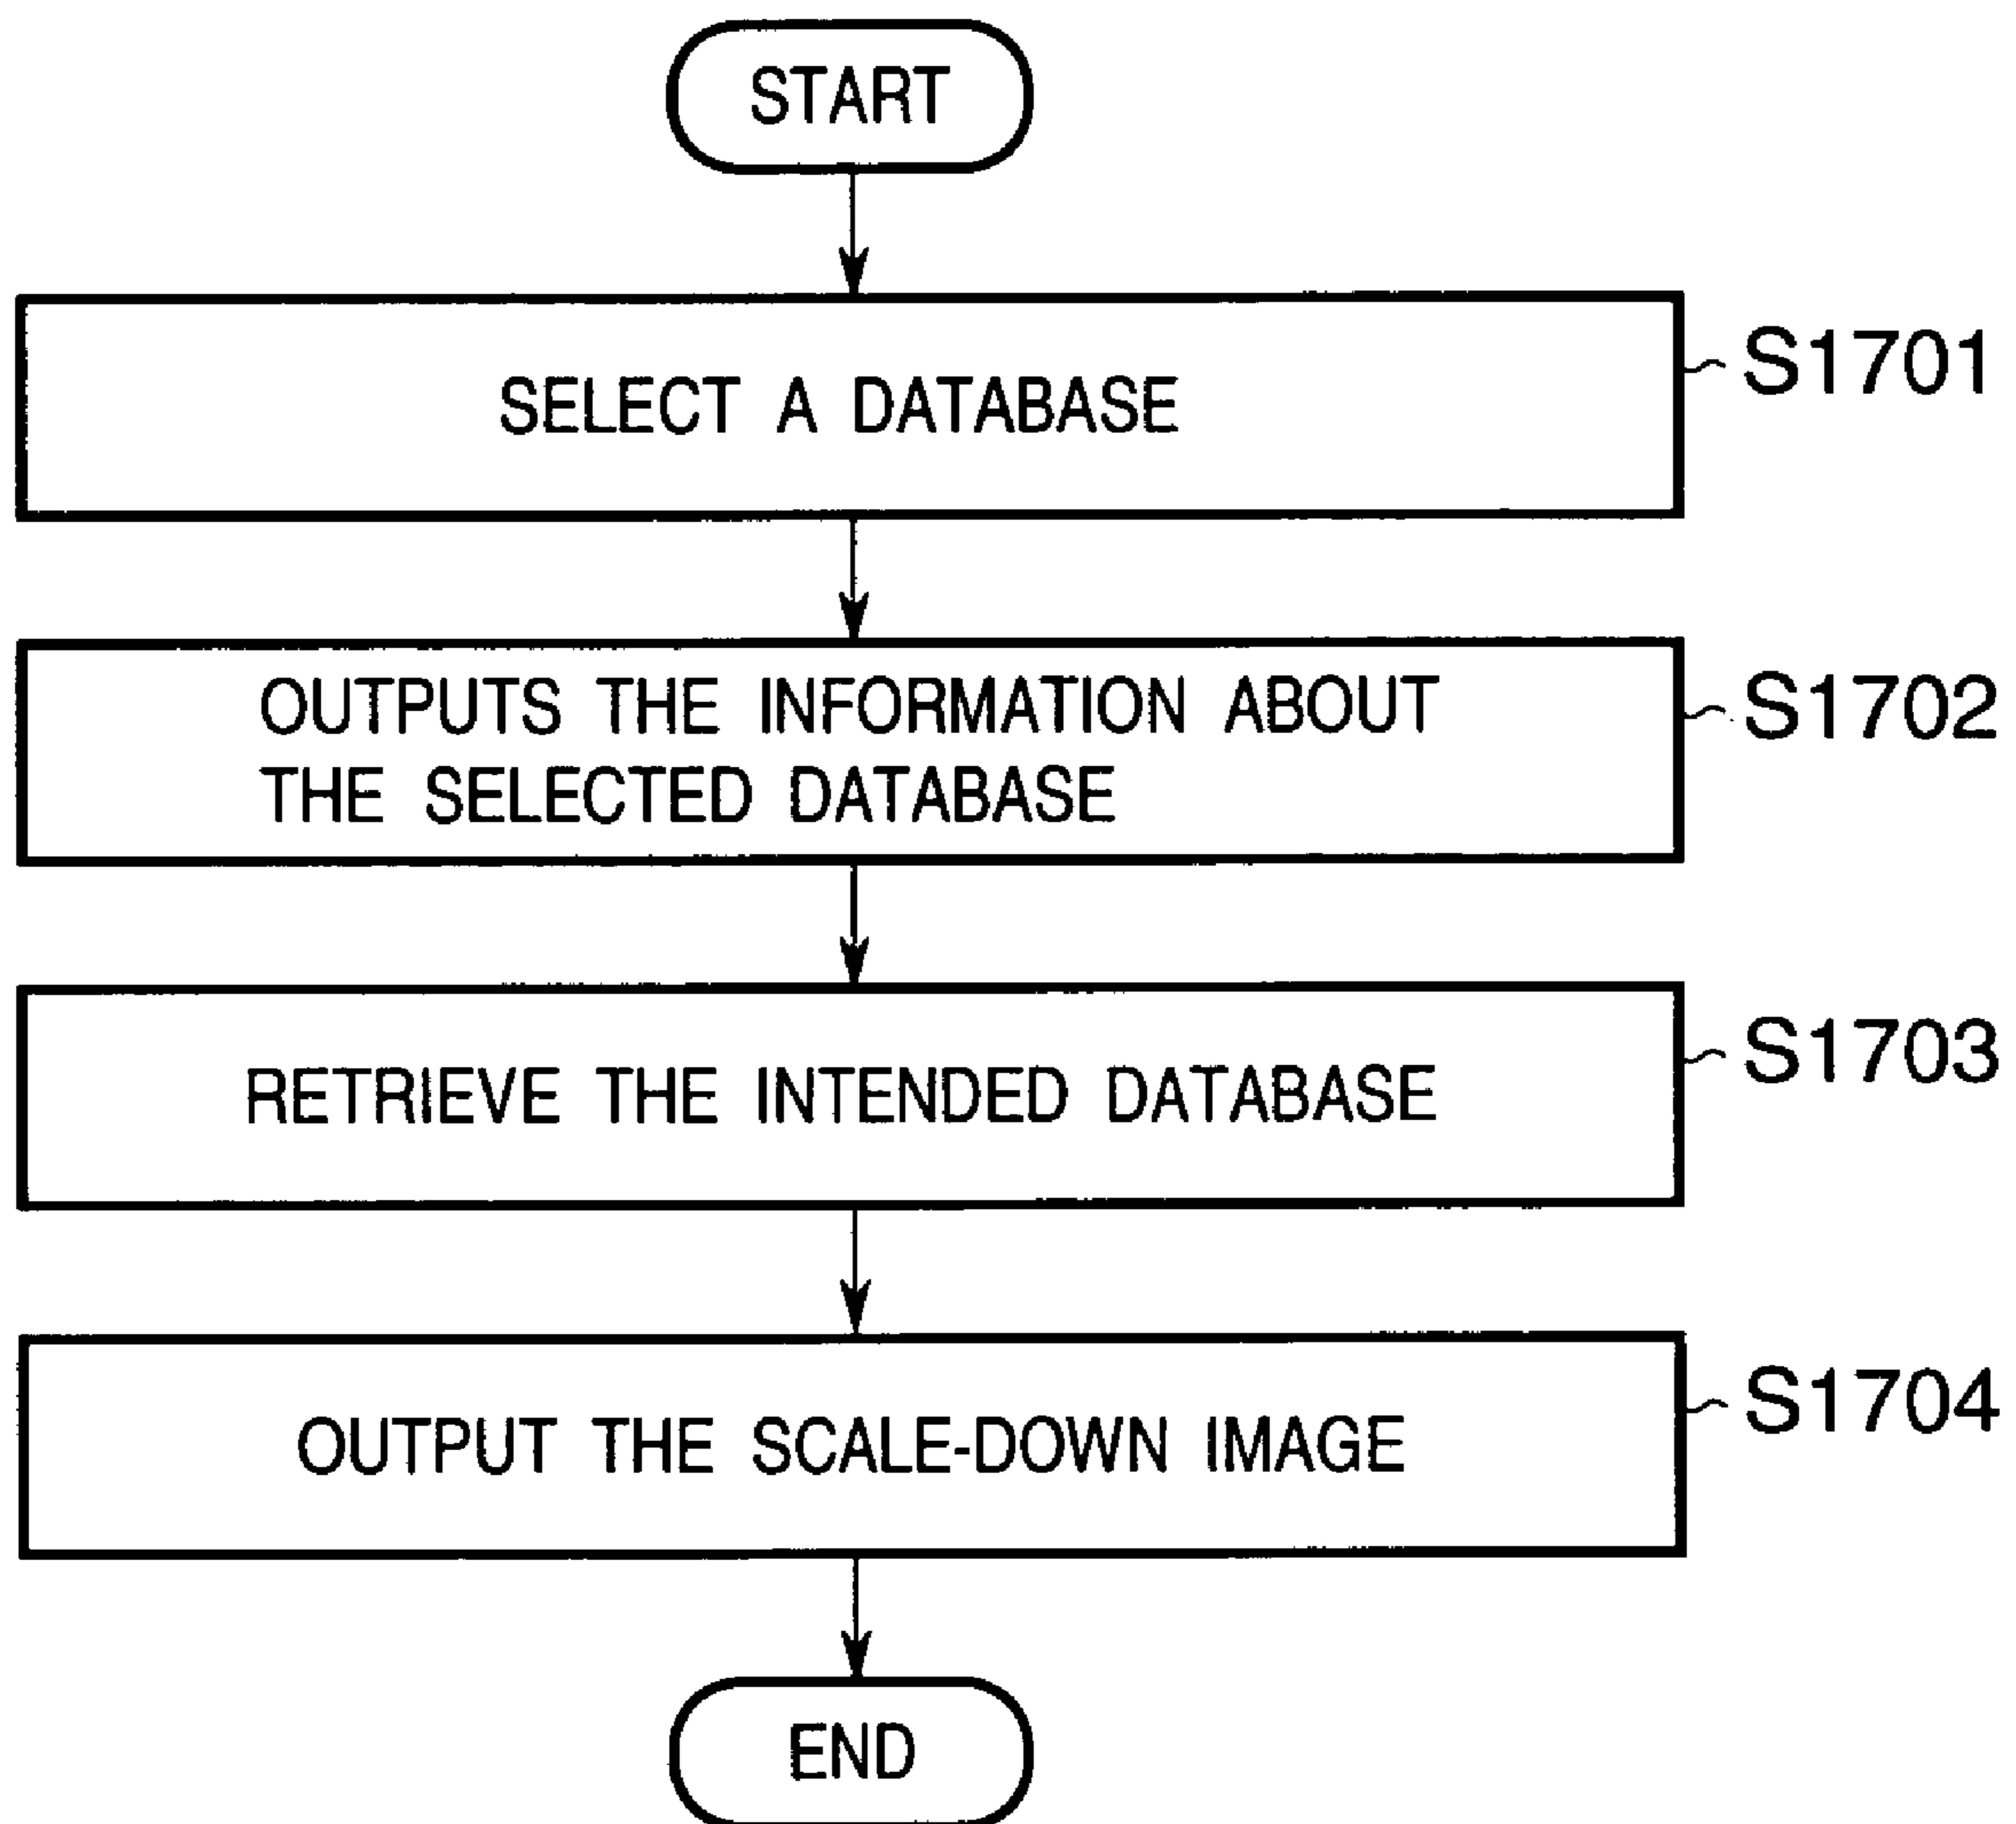 START
SELECT A DATABASE
S1701
OUTPUTS THE INFORMATION ABOUT
THE SELECTED DATABASE
S1702
RETRIEVE THE INTENDED DATABASE
S1703
OUTPUT THE SCALE-DOWN IMAGE
S1704
END